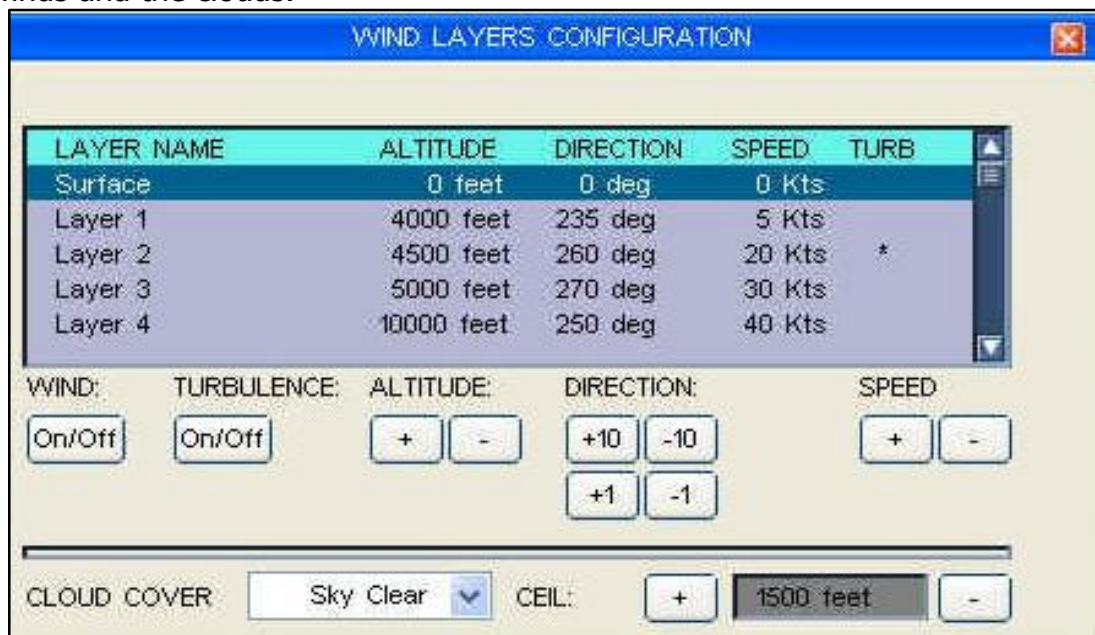 and the clouds.
WIND LAYERS CONFIGURATION
LAYER NAME ALTITUDE DIRECTION SPEED TURB
Surface 0 feet 0 deg 0 Kts
Layer 1 4000 feet 235 deg 5 Kts
Layer 2 4500 feet 260 deg 20 Kts *
Layer 3 5000 feet 270 deg 30 Kts
Layer 4 10000 feet 250 deg 40 Kts
WIND: TURBULENCE: ALTITUDE: DIRECTION: SPEED
On/Off On/Off + - +10 -10 + -
+1 -1
CLOUD COVER Sky Clear CEIL: + 1500 feet -